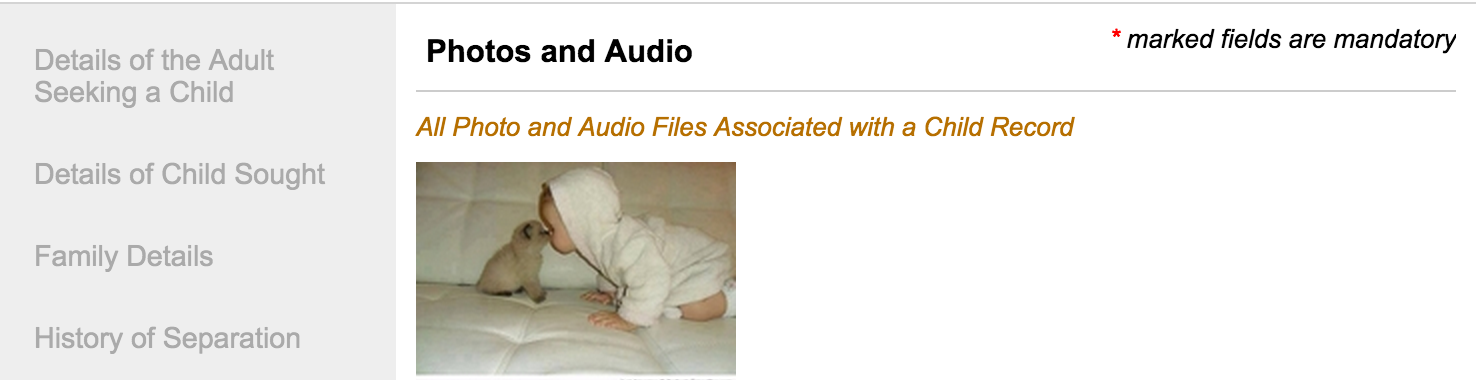 Details of the Adult
Seeking a Child
Details of Child Sought
Family Details
History of Separation
Photos and Audio
* marked fields are mandatory
All Photo and Audio Files Associated with a Child Record